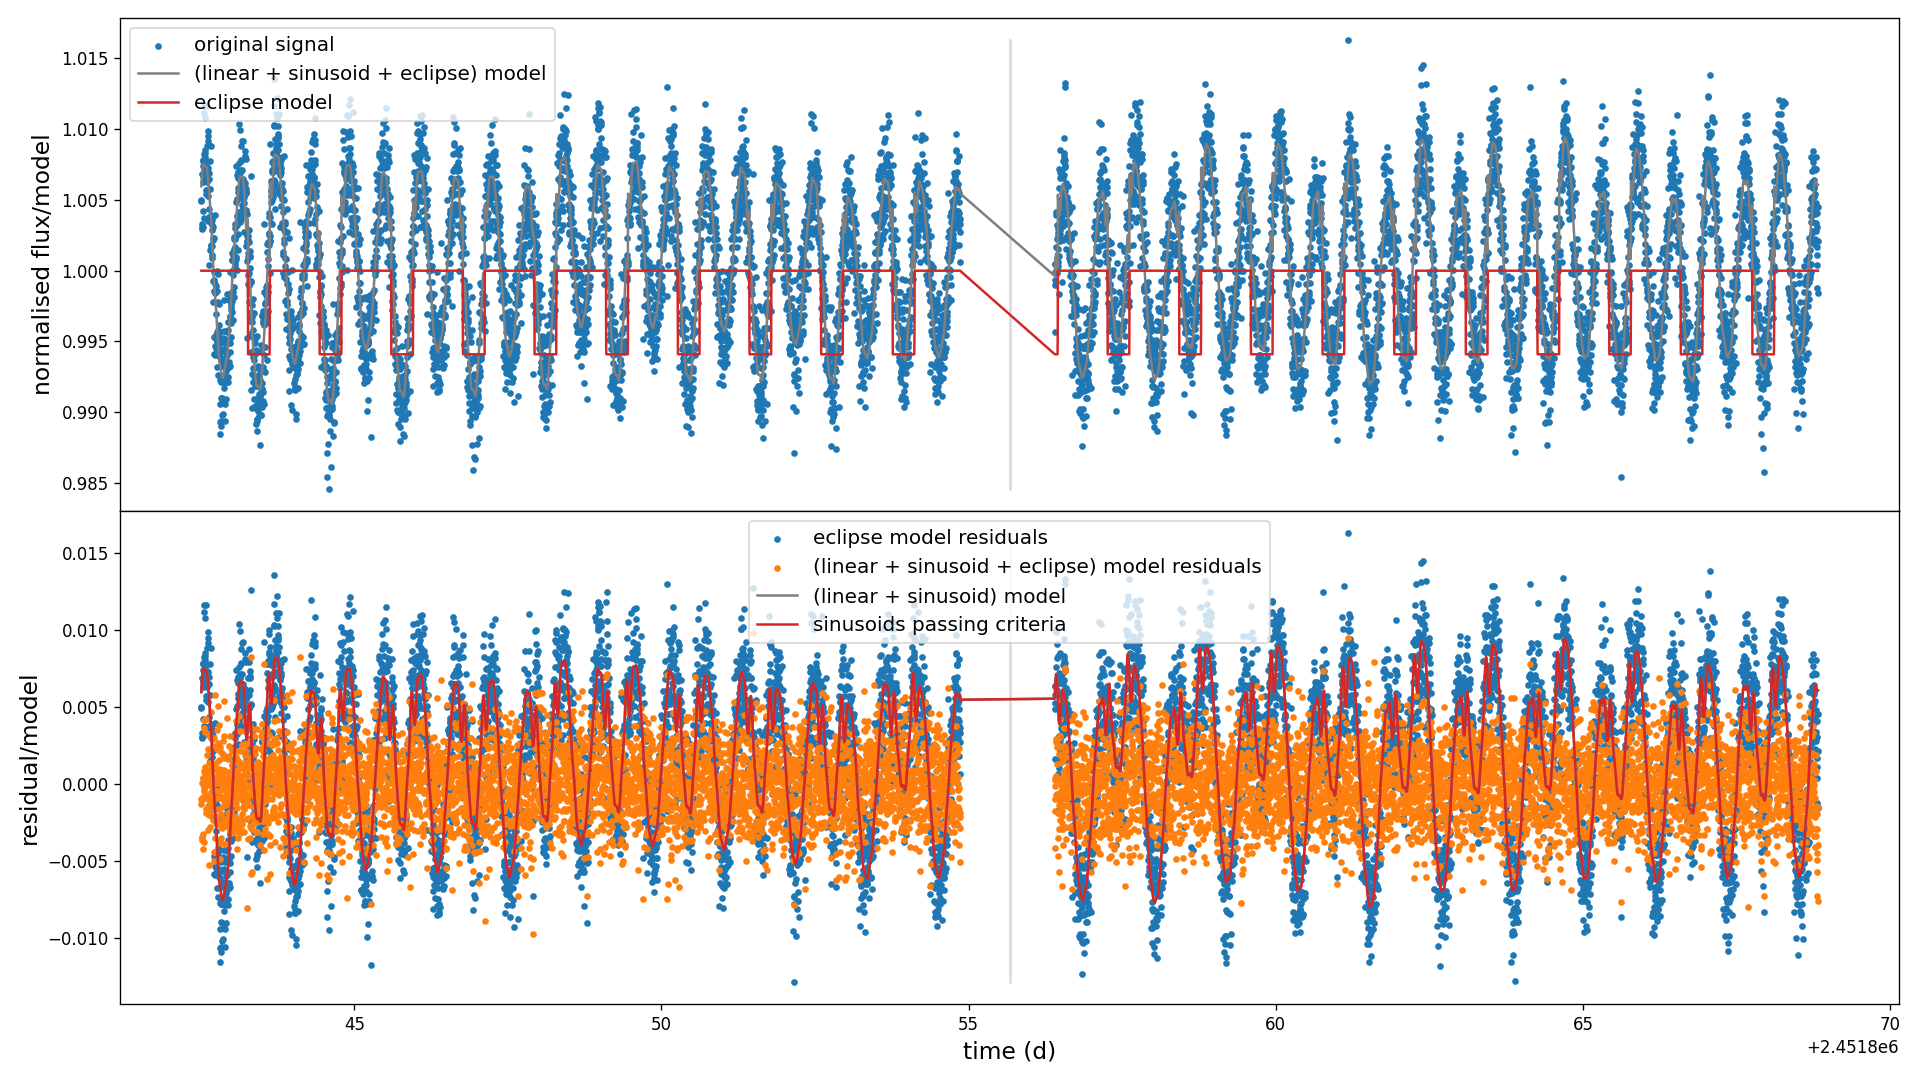 original signal
(linear + sinusoid + eclipse) model
eclipse model
normalised flux/model
1.015
1.010
1.005
1.000
0.995
0.990
0.985
eclipse model residuals
(linear + sinusoid + eclipse) model residuals
(linear + sinusoid) model
sinusoids passing criteria
residual/model
0.015
0.010
0.005
0.000
−0.005
−0.010
45
50
55
60
65
70
time (d)
+2.4518e6